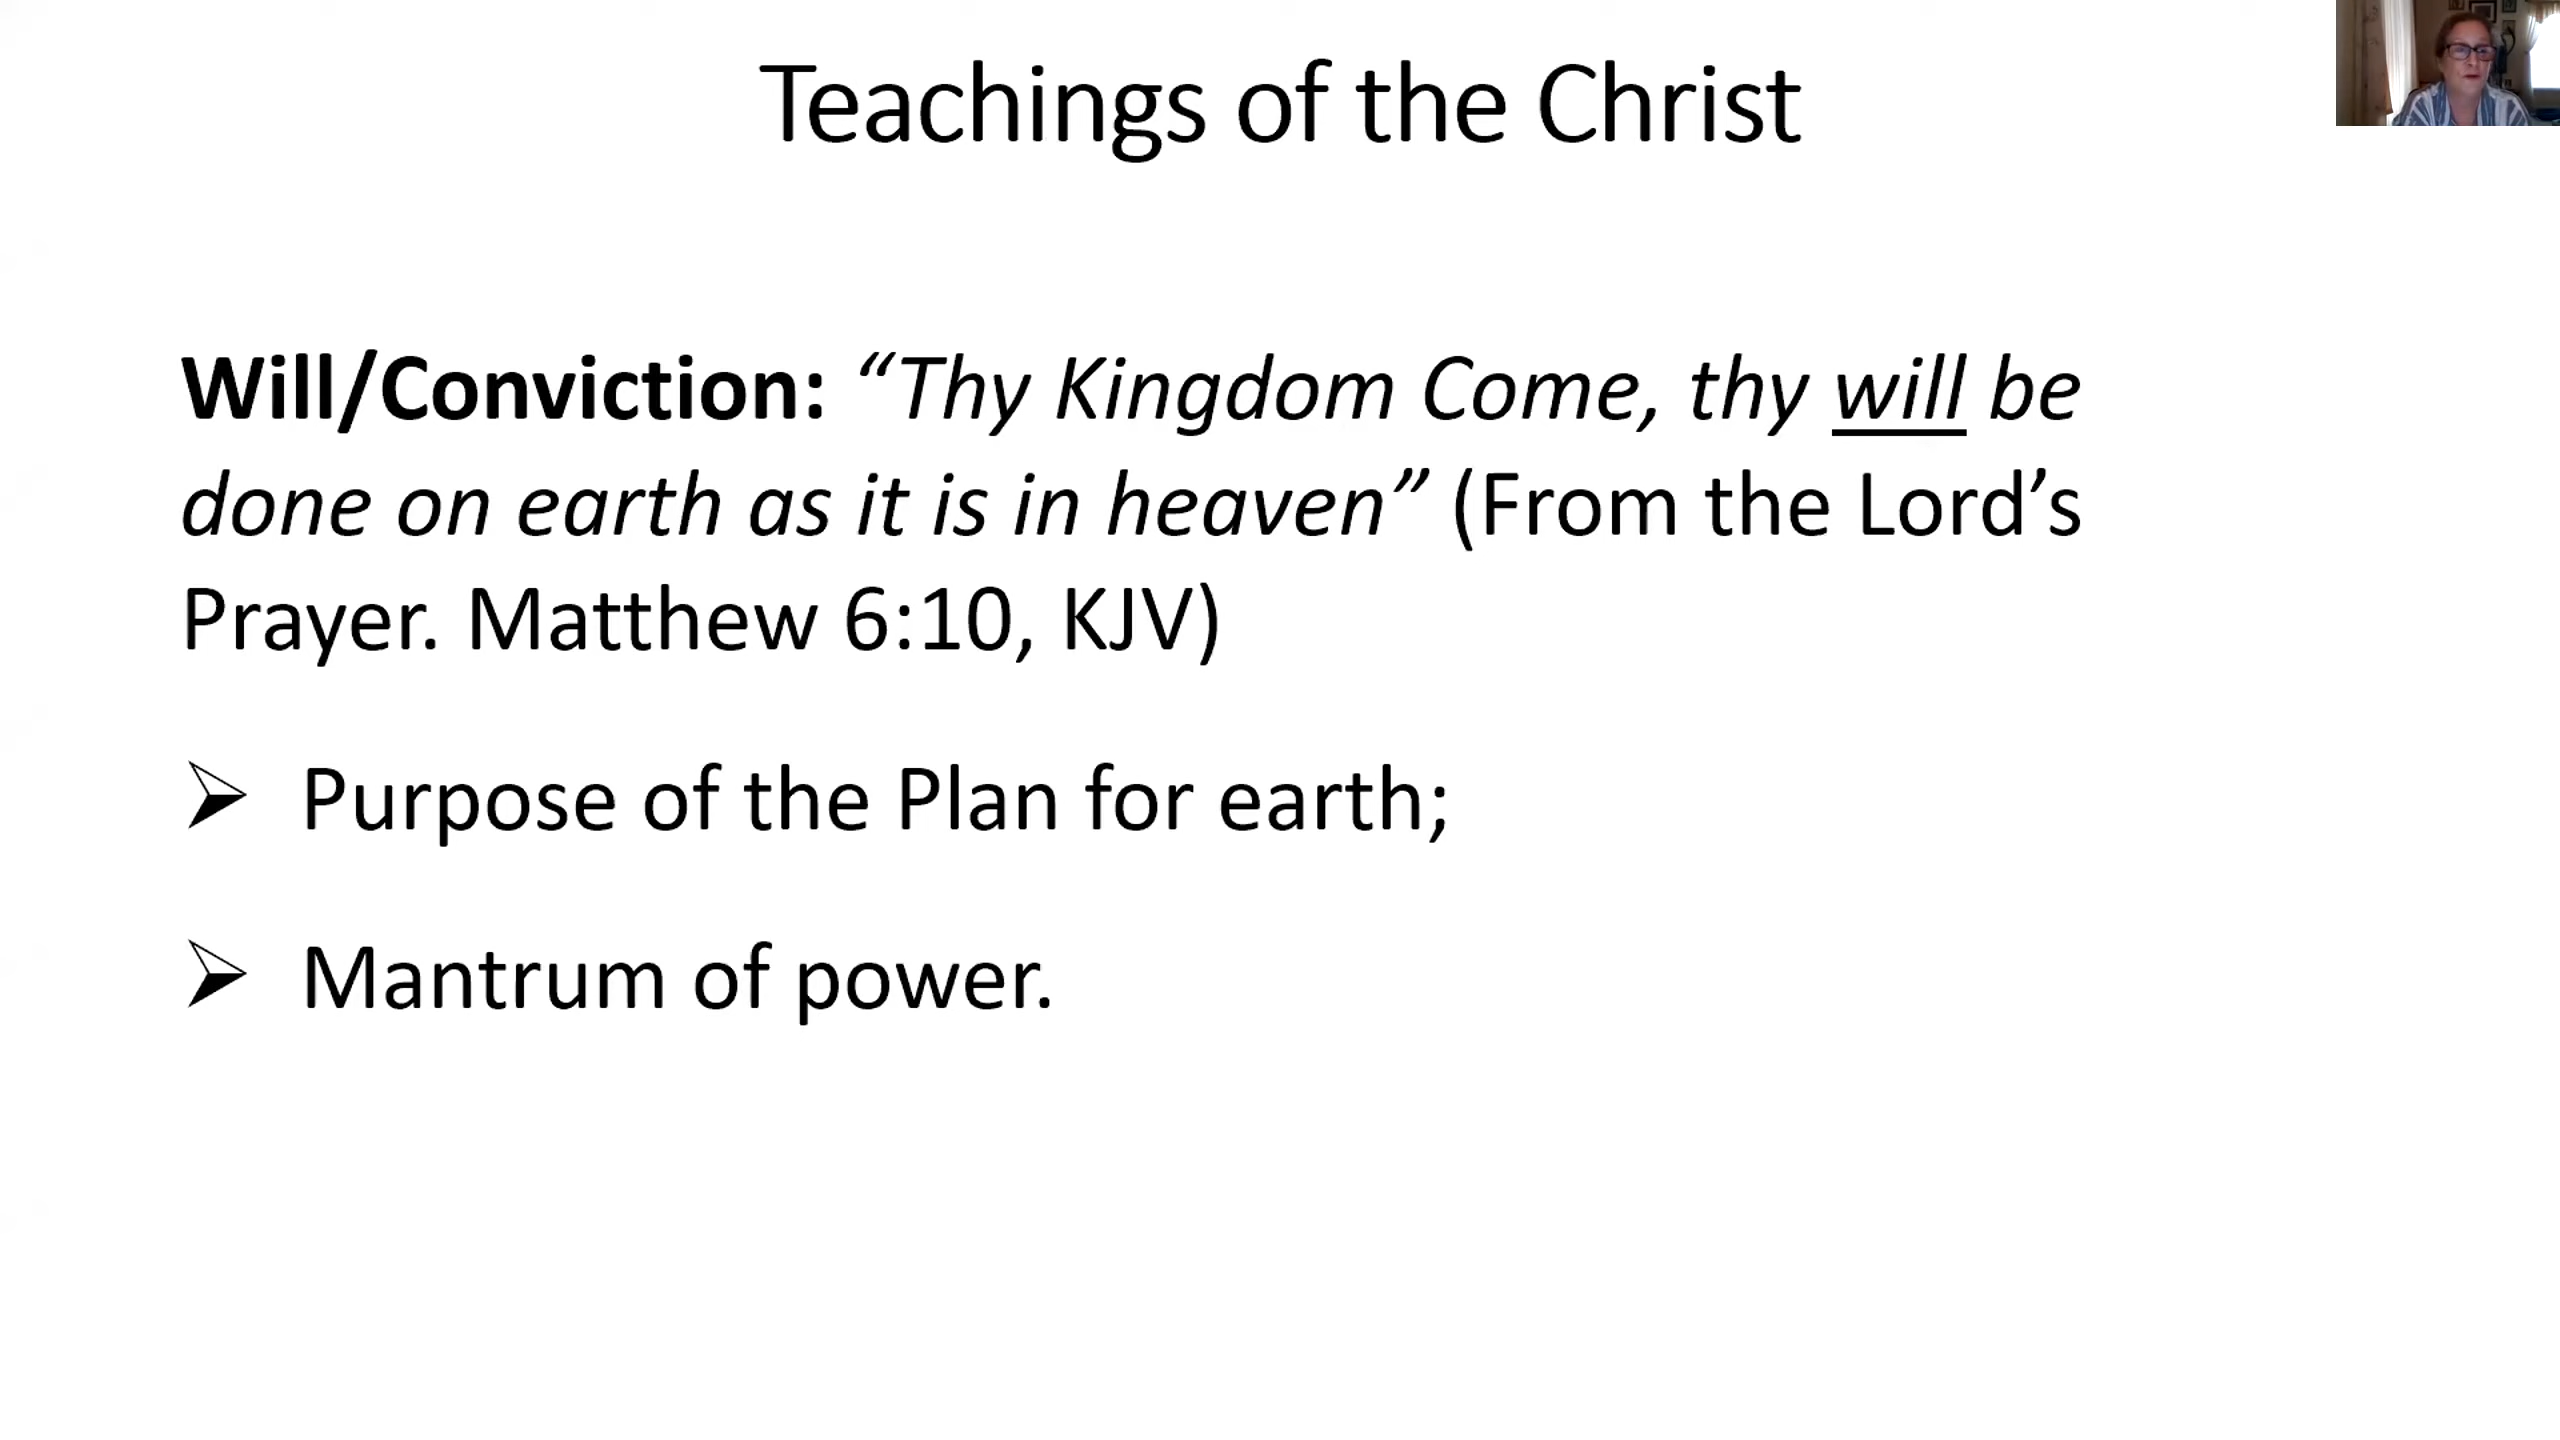 Teachings of the Christ
Will/Conviction: “Thy Kingdom Come, thy will be
done on earth as it is in heaven” (From the Lord’s
Prayer. Matthew 6:10, KJV)
Purpose of the Plan for earth;
Mantrum of power.